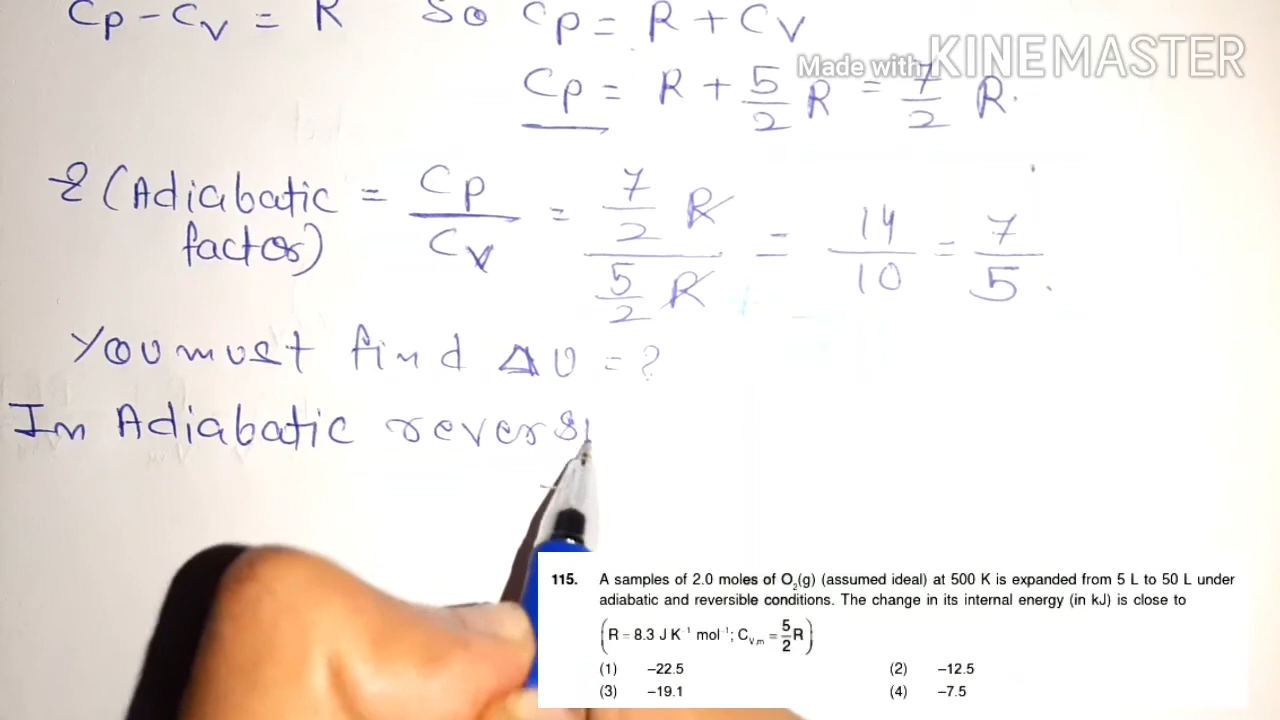 Cp - Cv = R So Cp = R + Cv
Made with KINEMASTER
Cp = R + 5/2 R = 7/2 R.
(Adiabatic factor) = Cp/Cv = 7/2 R / 5/2 R = 14/10 = 7/5.
You must find ΔU = ?
In Adiabatic revers
115. A samples of 2.0 moles of O2(g) (assumed ideal) at 500 K is expanded from 5 L to 50 L under
adiabatic and reversible conditions. The change in its internal energy (in kJ) is close to
(R = 8.3 J K⁻¹ mol⁻¹; Cv,m = 5/2 R)
(1) –22.5 (2) –12.5
(3) –19.1 (4) –7.5